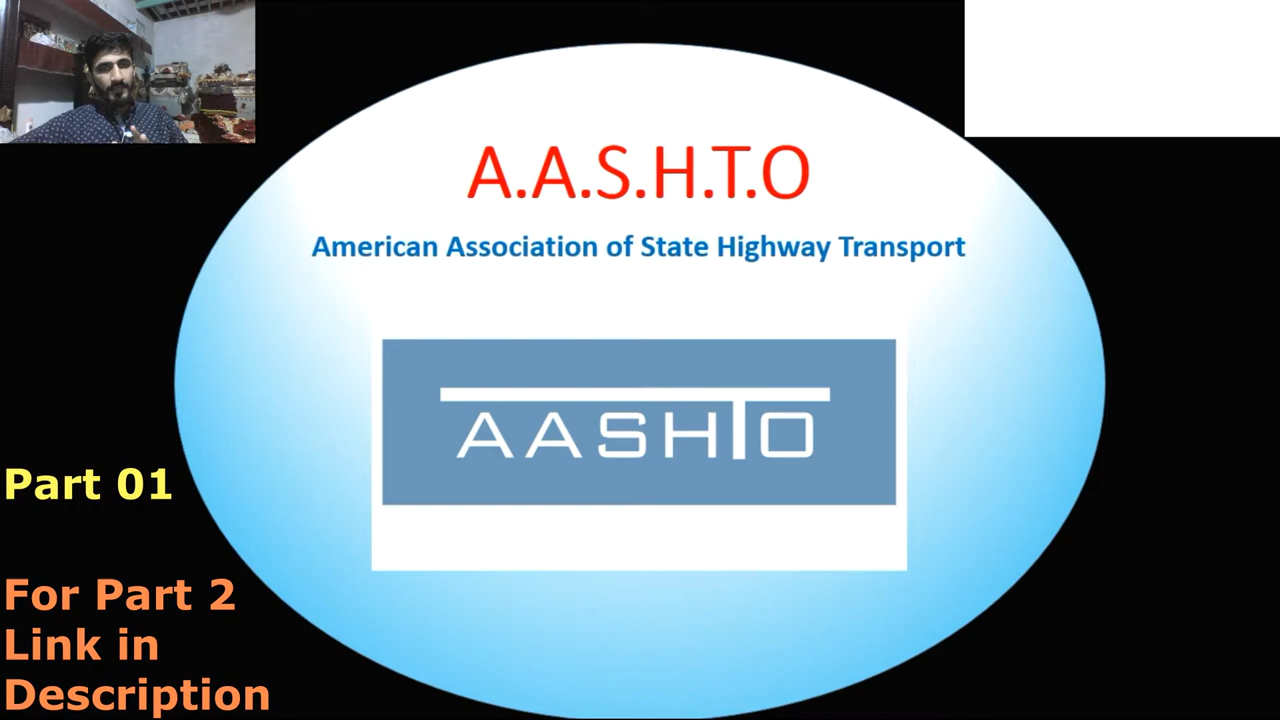 A.A.S.H.T.O
American Association of State Highway Transport
AASHTO
Part 01
For Part 2
Link in
Description